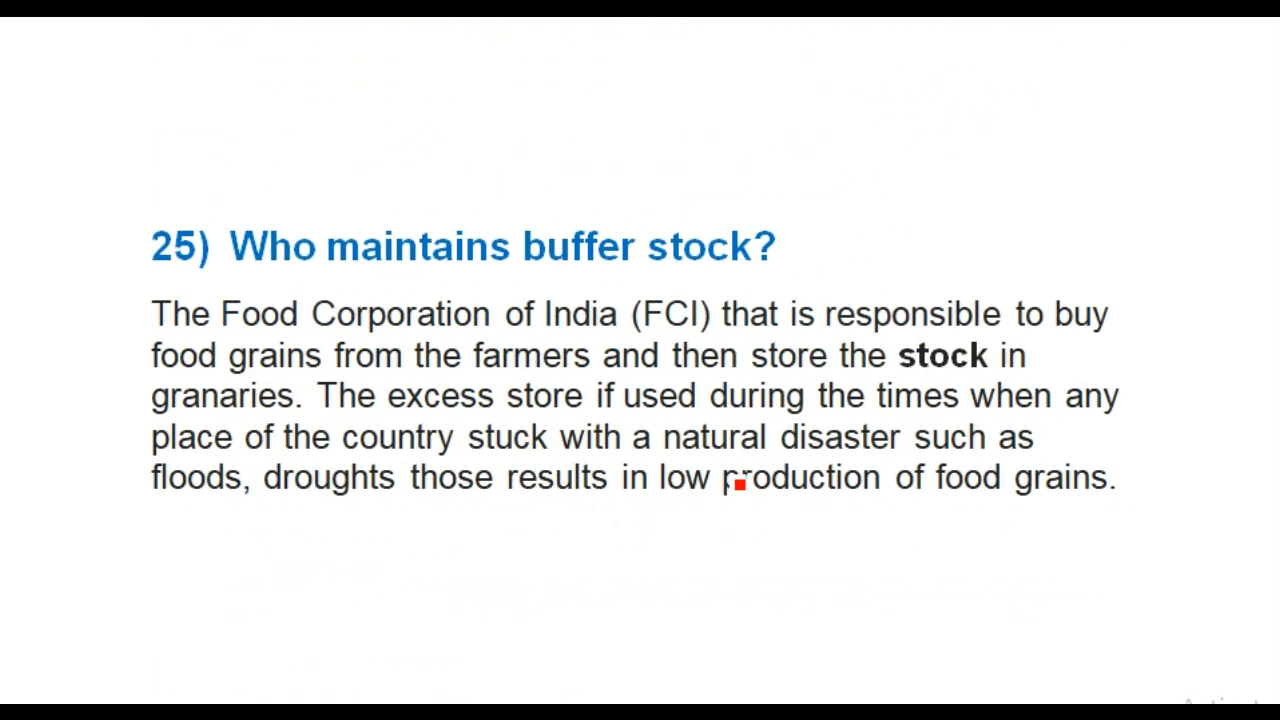 25) Who maintains buffer stock?
The Food Corporation of India (FCI) that is responsible to buy
food grains from the farmers and then store the stock in
granaries. The excess store if used during the times when any
place of the country stuck with a natural disaster such as
floods, droughts those results in low production of food grains.